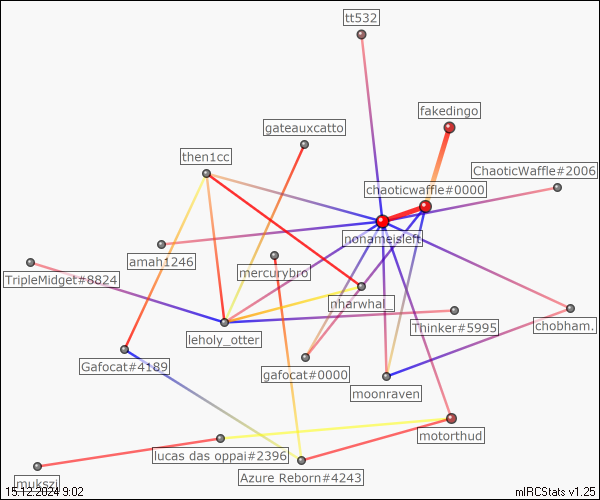 tt532
fakedingo
gateauxcatto
then1cc
ChaoticWaffle#2006
chaoticwaffle#0000
nonameisleft
amah1246
mercurybro
TripleMidget#8824
nharwhal_
Thinker#5995
chobham.
leholy_otter
Gafocat#4189
gafocat#0000
moonraven
motorthud
lucas das oppai#2396
Azure Reborn#4243
mukszi
15.12.2024 9:02
mIRCStats v1.25